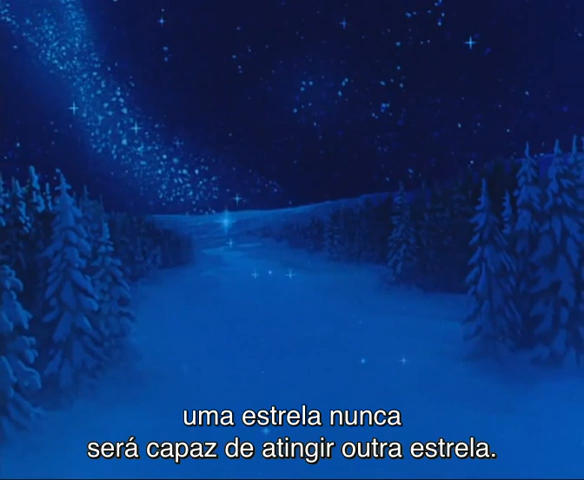 uma estrela nunca
será capaz de atingir outra estrela.